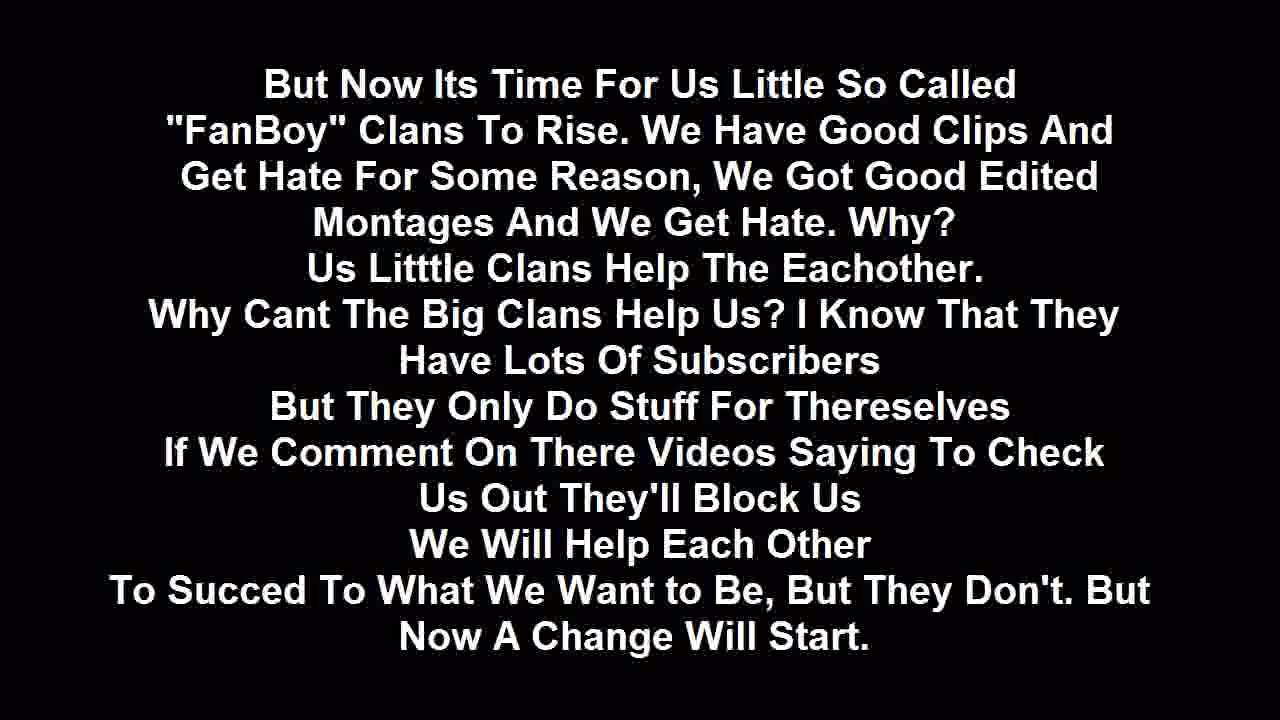 But Now Its Time For Us Little So Called
"FanBoy" Clans To Rise. We Have Good Clips And
Get Hate For Some Reason, We Got Good Edited
Montages And We Get Hate. Why?
Us Litttle Clans Help The Eachother.
Why Cant The Big Clans Help Us? I Know That They
Have Lots Of Subscribers
But They Only Do Stuff For Thereselves
If We Comment On There Videos Saying To Check
Us Out They'll Block Us
We Will Help Each Other
To Succed To What We Want to Be, But They Don't. But
Now A Change Will Start.